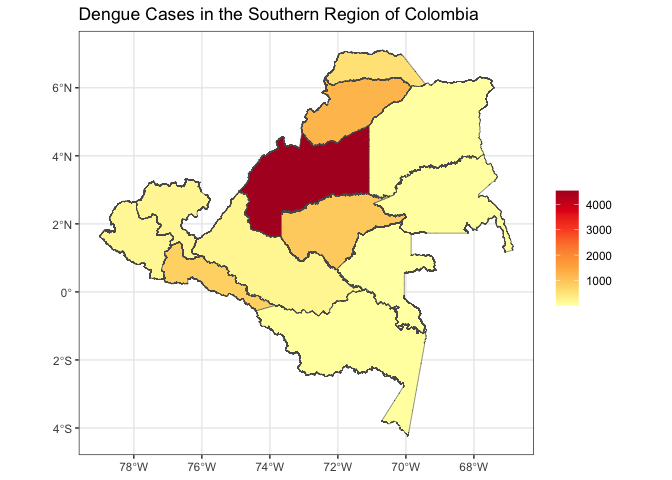 Dengue Cases in the Southern Region of Colombia
6°N
4°N
2°N
0°
2°S
4°S
78°W 76°W 74°W 72°W 70°W 68°W
4000
3000
2000
1000